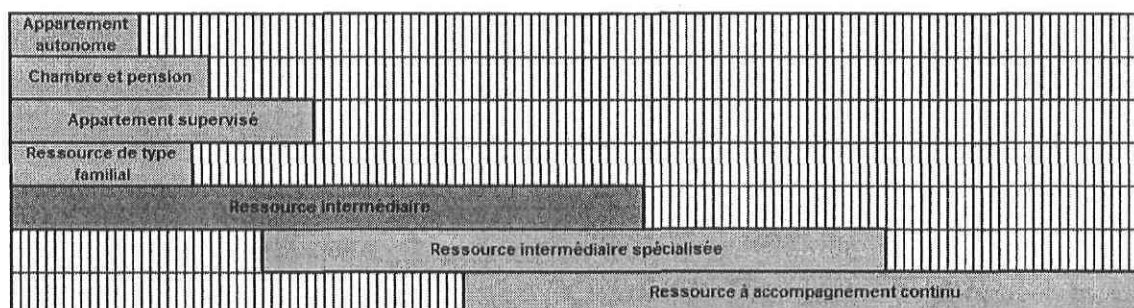 Appartement
autonome
Chambre et pension
Appartement supervisé
Ressource de type
familial
Ressource intermédiaire
Ressource intermédiaire spécialisée
Ressource à accompagnement continu